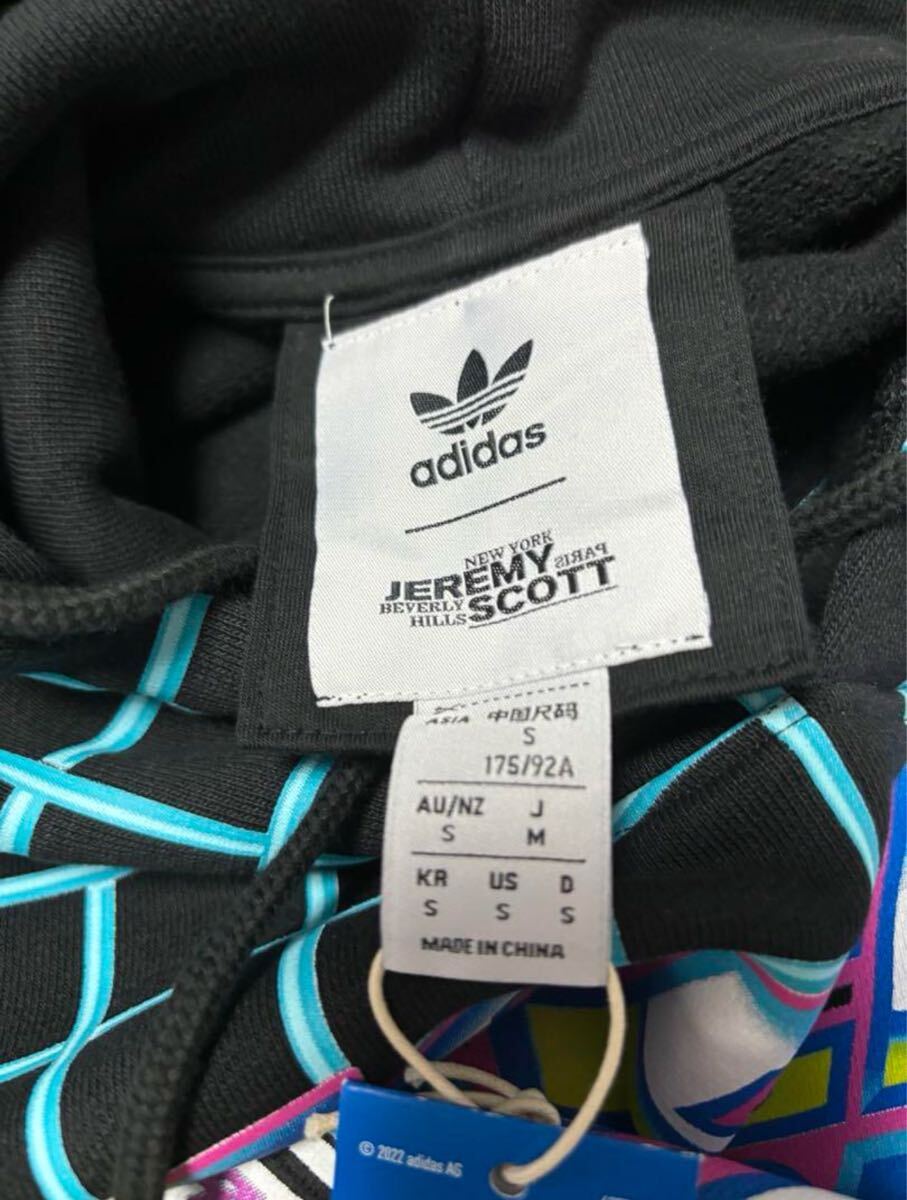 adidas
NEW YORK
PARIS
JEREMY
BEVERLY
SCOTT
HILLS
ASIA 中国尺码
S
175/92A
AU/NZ J
S M
KR US D
S S S
MADE IN CHINA
© 2022 adidas AG